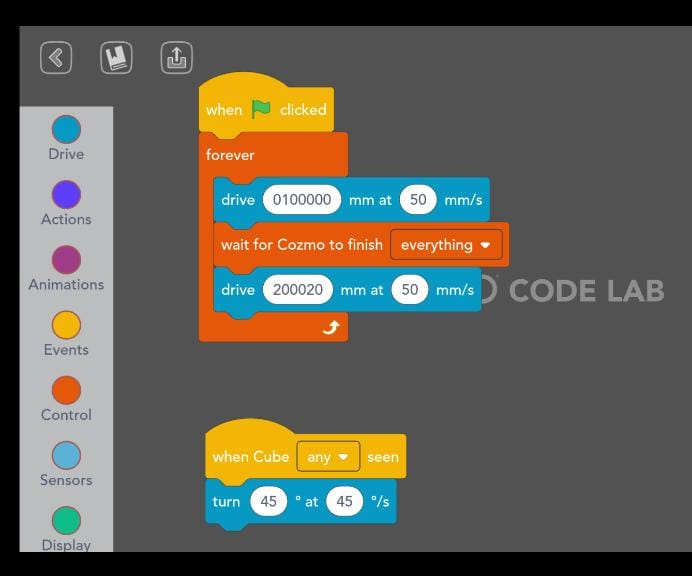 when clicked
forever
drive 0100000 mm at 50 mm/s
wait for Cozmo to finish everything
drive 200020 mm at 50 mm/s
CODE LAB
when Cube any seen
turn 45 ° at 45 °/s
Drive
Actions
Animations
Events
Control
Sensors
Display